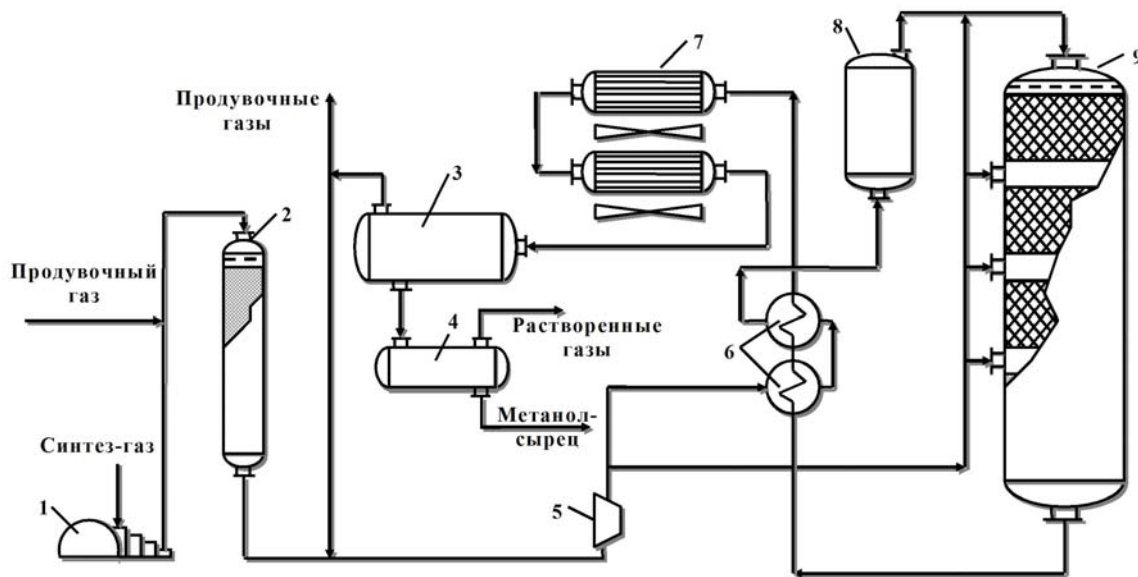 8
7
9
Продувочные
газы
3
2
Продувочный
газ
4
Растворенные
газы
6
Метанол-
сырец
Синтез-газ
1
5